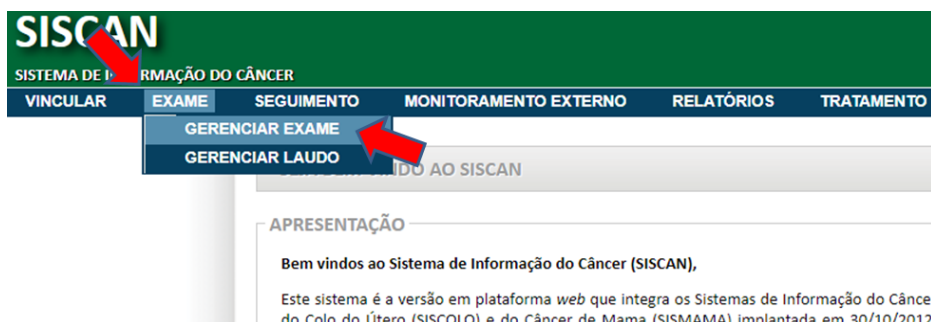 SISCAN
SISTEMA DE RMAÇÃO DO CÂNCER
VINCULAR EXAME SEGUIMENTO MONITORAMENTO EXTERNO RELATÓRIOS TRATAMENTO
GERENCIAR EXAME
GERENCIAR LAUDO
AO SISCAN
APRESENTAÇÃO
Bem vindos ao Sistema de Informação do Câncer (SISCAN),
Este sistema é a versão em plataforma web que integra os Sistemas de Informação do Cânce
do Colo do Útero (SISCOLO) e do Câncer de Mama (SISMAMA) implantada em 30/10/2012